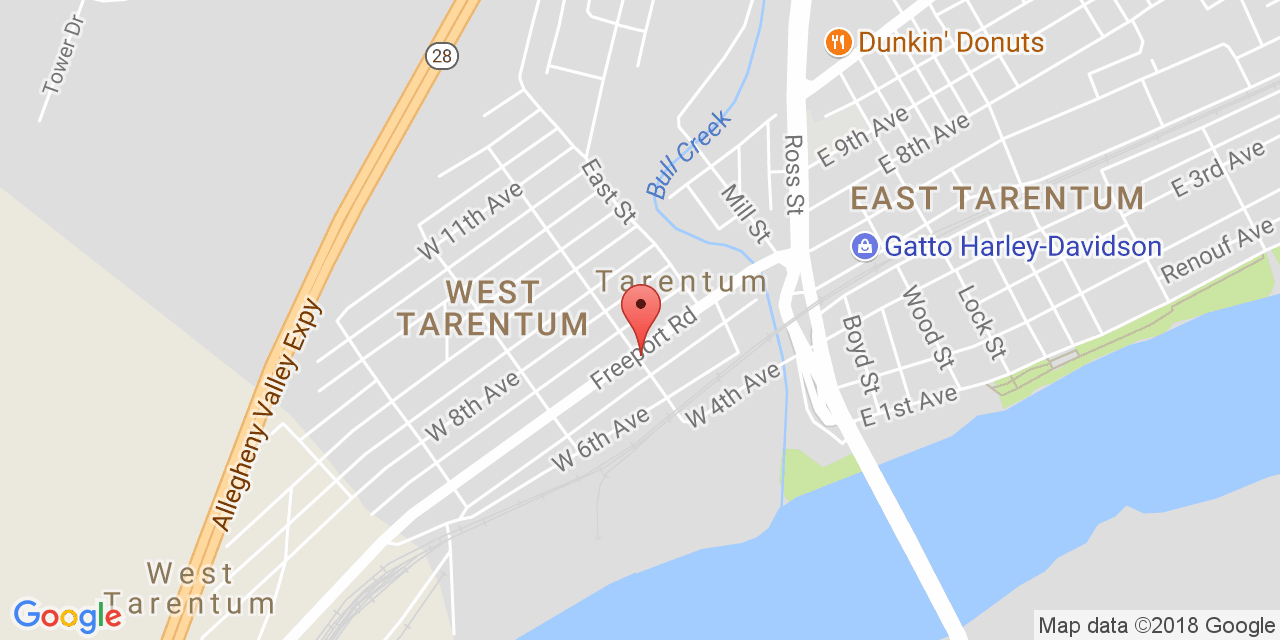 Tower Dr
28
Dunkin' Donuts
Bull Creek
E 9th Ave
E 8th Ave
E 3rd Ave
Ross St
East St
Mill St
EAST TARENTUM
W 11th Ave
Gatto Harley-Davidson
Renouf Ave
Tarentum
WEST
TARENTUM
Wood St
Lock St
Boyd St
Allegheny Valley Expy
Freeport Rd
W 8th Ave
W 4th Ave
E 1st Ave
W 6th Ave
West
Tarentum
Google
Map data ©2018 Google